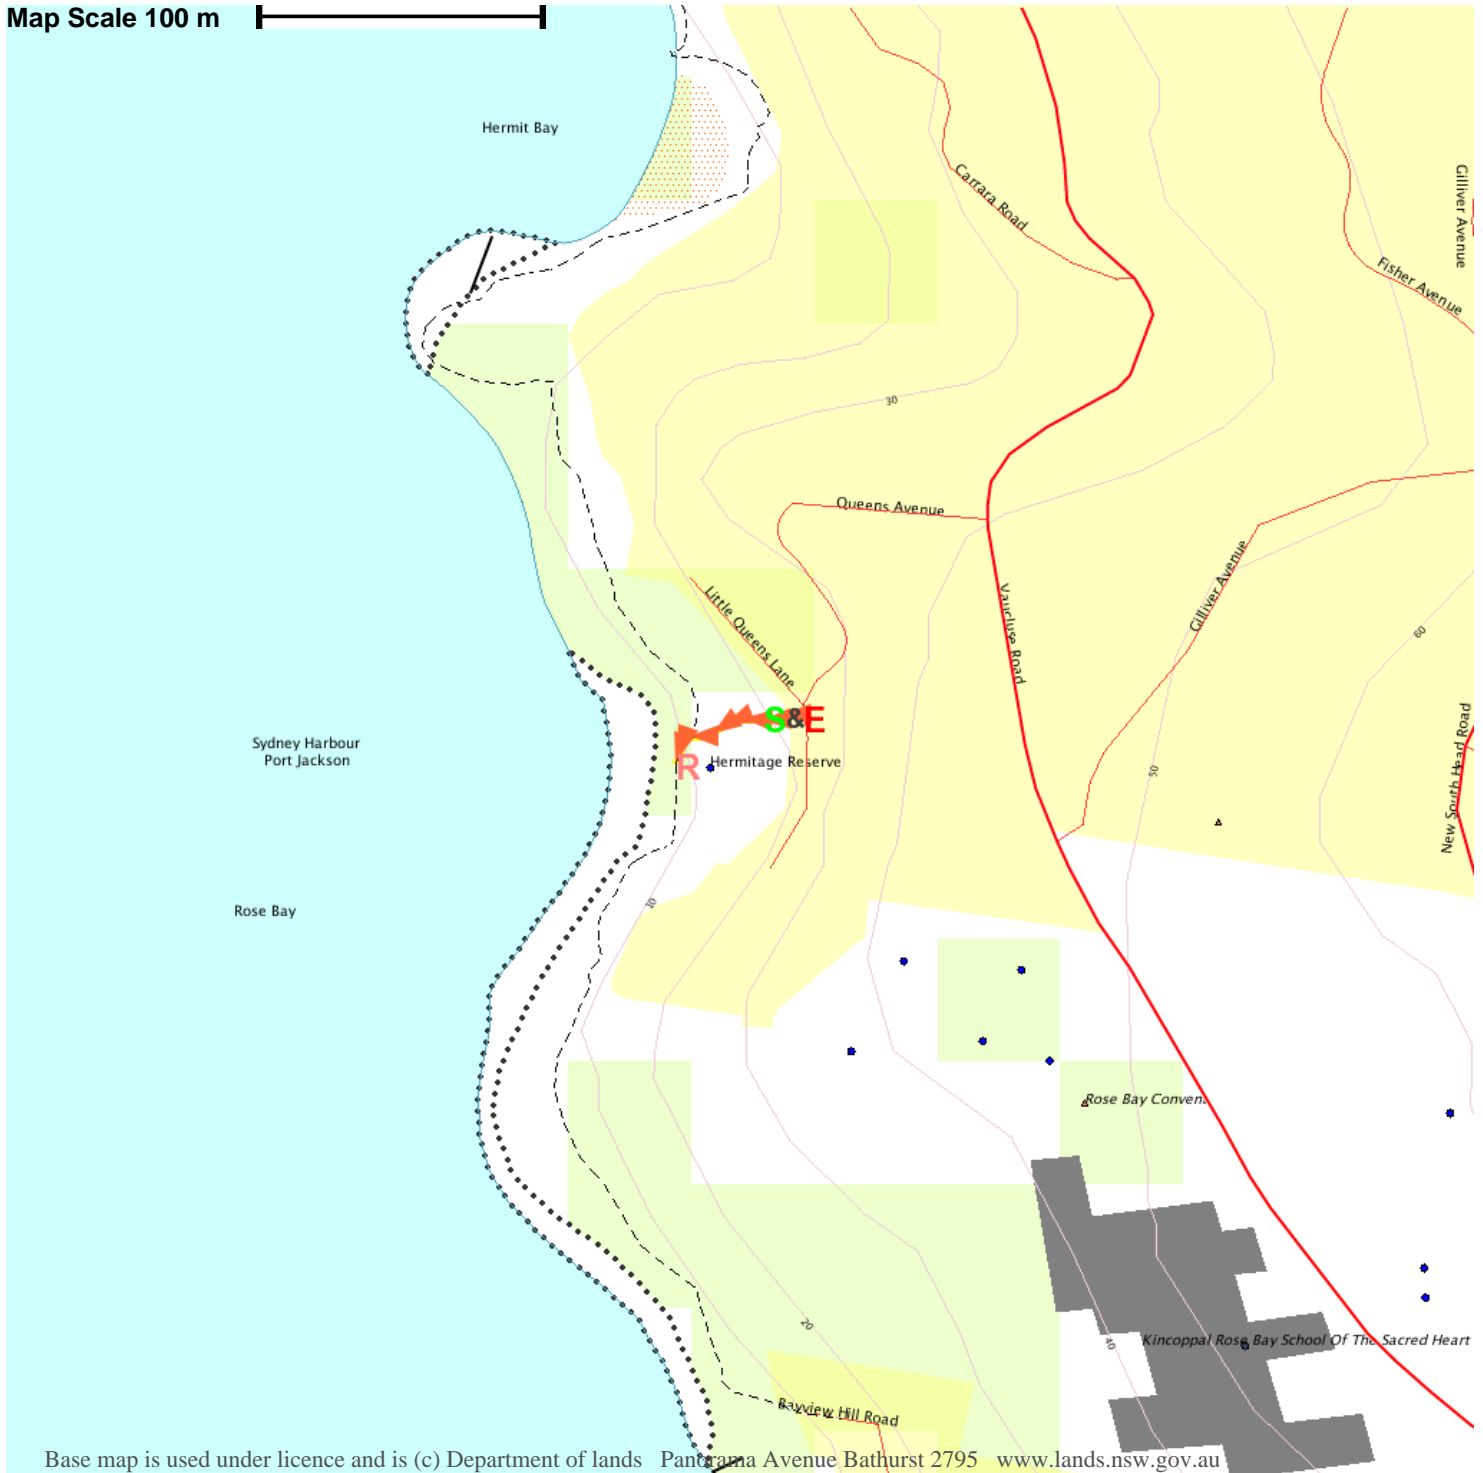 Map Scale 100 m
Hermit Bay
Carrara Road
Gilliver Avenue
Fisher Avenue
30
Queens Avenue
Little Queens Lane
Vaucluse Road
Gilliver Avenue
60
S&E
Sydney Harbour
Port Jackson
R
Hermitage Reserve
50
New South Head Road
10
Rose Bay
Rose Bay Convent
20
40
Kincoppal Rose Bay School Of The Sacred Heart
Bayview Hill Road
Base map is used under licence and is (c) Department of lands Panorama Avenue Bathurst 2795 www.lands.nsw.gov.au